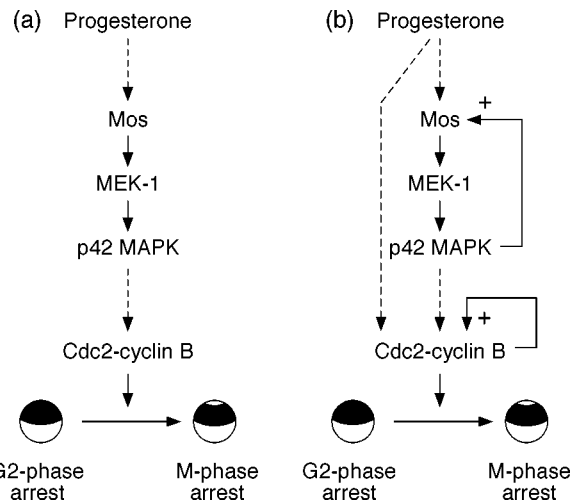 (a) Progesterone
Mos
MEK-1
p42 MAPK
Cdc2-cyclin B
G2-phase arrest
M-phase arrest
(b) Progesterone
+
Mos
MEK-1
p42 MAPK
+
Cdc2-cyclin B
G2-phase arrest
M-phase arrest